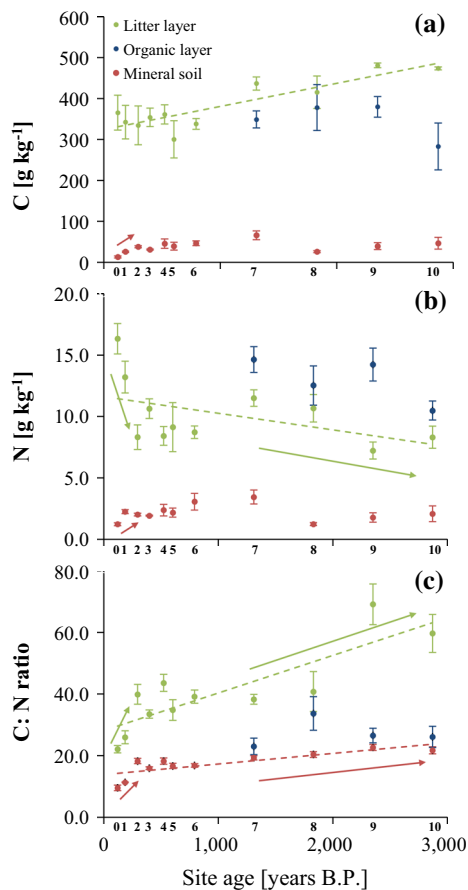 (a)
Litter layer
Organic layer
Mineral soil
C [g kg⁻¹]
600
500
400
300
200
100
0
0 1 2 3 4 5 6 7 8 9 10
(b)
N [g kg⁻¹]
20.0
15.0
10.0
5.0
0.0
0 1 2 3 4 5 6 7 8 9 10
(c)
C: N ratio
80.0
60.0
40.0
20.0
0.0
0 1 2 3 4 5 6 7 8 9 10
0 1,000 2,000 3,000
Site age [years B.P.]